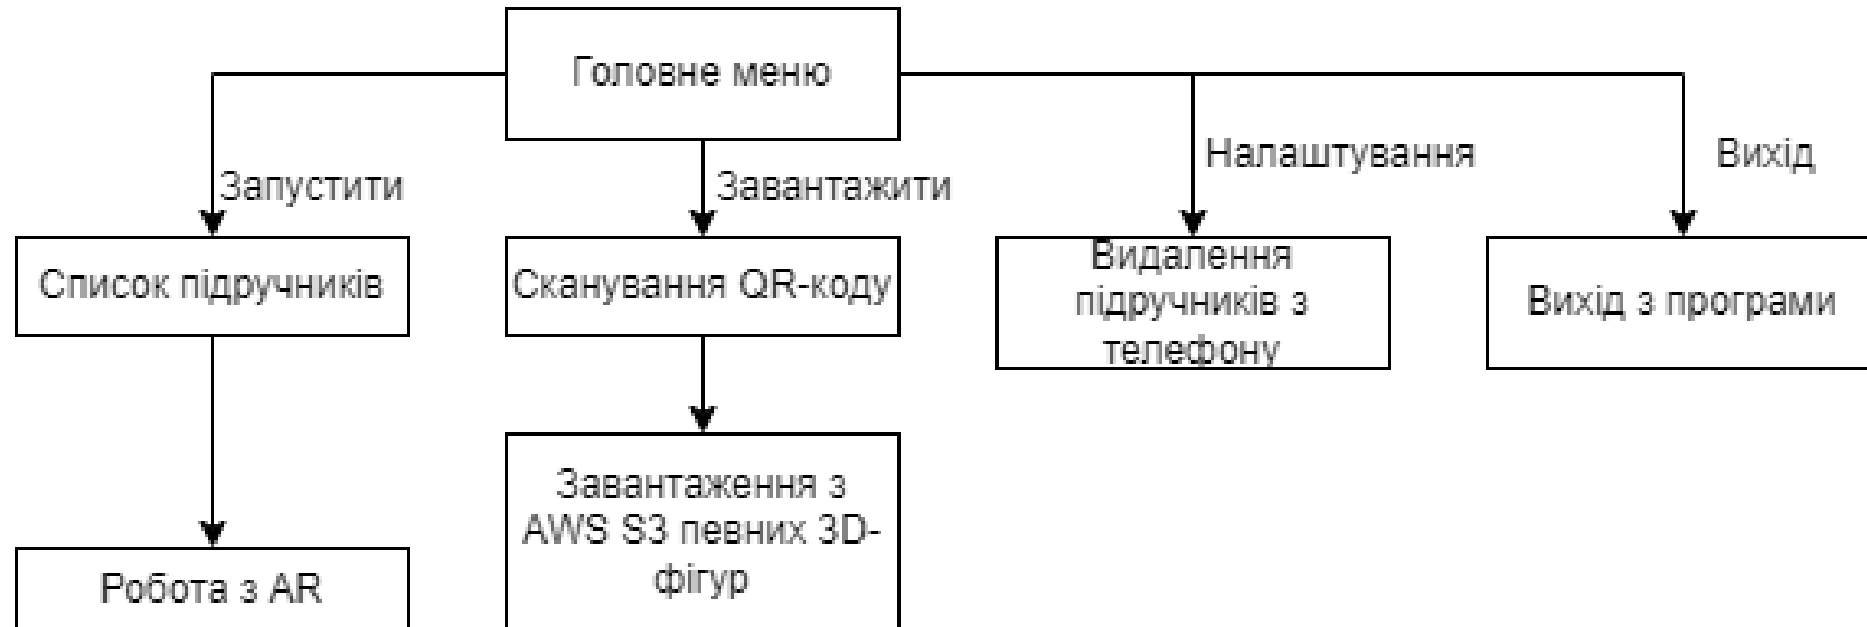 Головне меню
Запустити
Завантажити
Налаштування
Вихід
Список підручників
Сканування QR-коду
Видалення
підручників з
телефону
Вихід з програми
Робота з AR
Завантаження з
AWS S3 певних 3D-
фігур